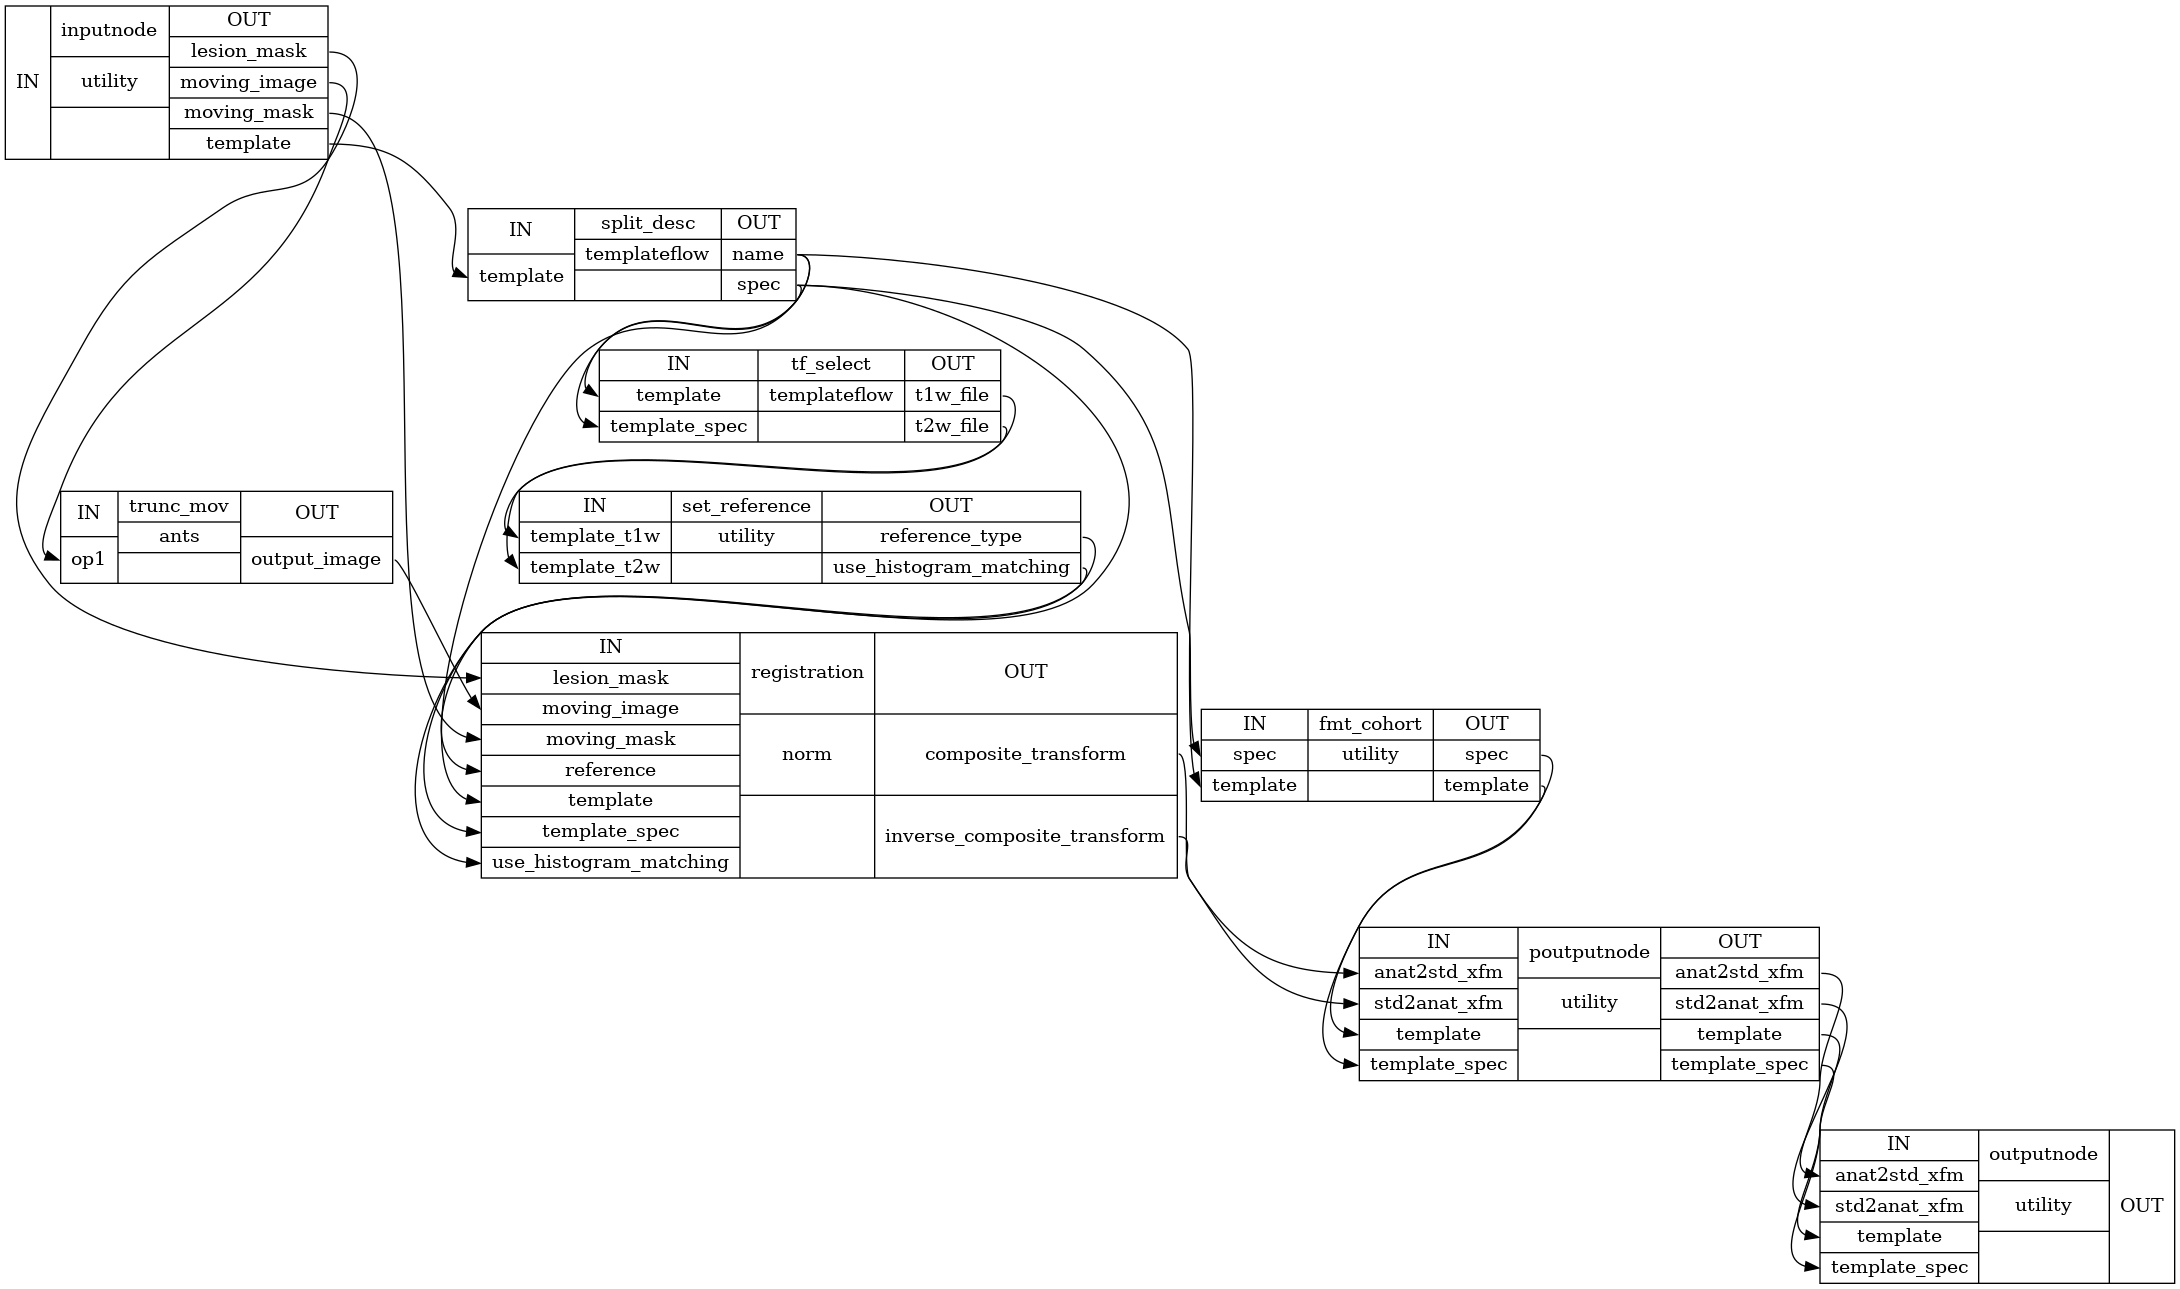 IN
inputnode
utility
OUT
lesion_mask
moving_image
moving_mask
template
IN
template
split_desc
templateflow
OUT
name
spec
IN
template
template_spec
tf_select
templateflow
OUT
t1w_file
t2w_file
IN
op1
trunc_mov
ants
OUT
output_image
IN
template_t1w
template_t2w
set_reference
utility
OUT
reference_type
use_histogram_matching
IN
lesion_mask
moving_image
moving_mask
reference
template
template_spec
use_histogram_matching
registration
norm
OUT
composite_transform
inverse_composite_transform
IN
spec
template
fmt_cohort
utility
OUT
spec
template
IN
anat2std_xfm
std2anat_xfm
template
template_spec
poutputnode
utility
OUT
anat2std_xfm
std2anat_xfm
template
template_spec
IN
anat2std_xfm
std2anat_xfm
template
template_spec
outputnode
utility
OUT